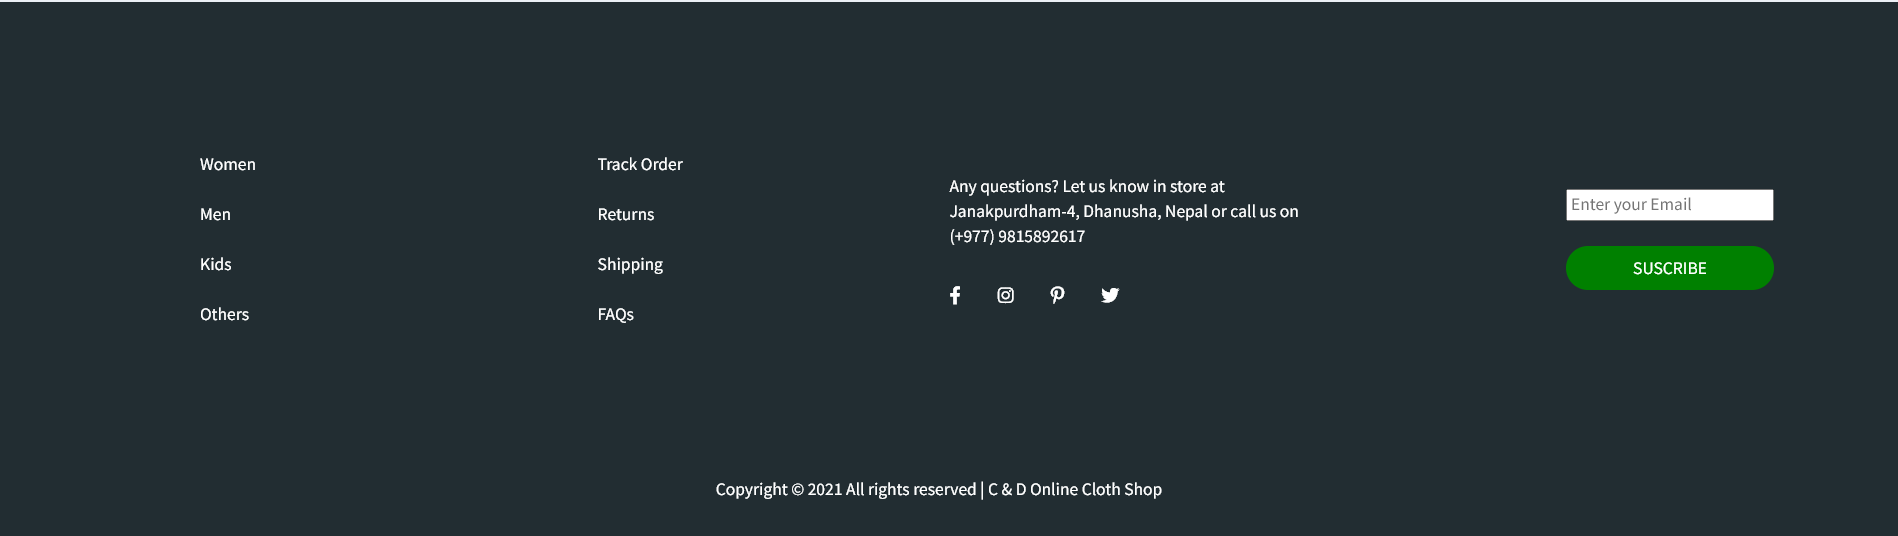 Women
Men
Kids
Others
Track Order
Returns
Shipping
FAQs
Any questions? Let us know in store at
Janakpurdham-4, Dhanusha, Nepal or call us on
(+977) 9815892617
Enter your Email
SUSCRIBE
Copyright © 2021 All rights reserved | C & D Online Cloth Shop